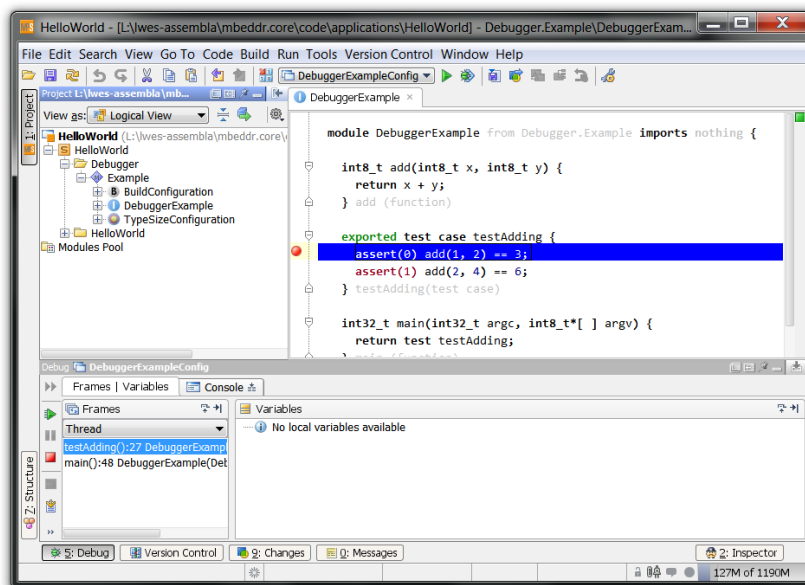 HelloWorld - [L:\lwes-assembla\mbeddr.core\code\applications\HelloWorld] - Debugger.Example\DebuggerExam...
File Edit Search View Go To Code Build Run Tools Version Control Window Help
DebuggerExampleConfig
Project L:\lwes-assembla\mb...
DebuggerExample
1: Project
View as: Logical View
HelloWorld (L:\lwes-assembla\mbeddr.core\
HelloWorld
Debugger
Example
BuildConfiguration
DebuggerExample
TypeSizeConfiguration
HelloWorld
Modules Pool
module DebuggerExample from Debugger.Example imports nothing {
int8_t add(int8_t x, int8_t y) {
return x + y;
} add (function)
exported test case testAdding {
assert(0) add(1, 2) == 3;
assert(1) add(2, 4) == 6;
} testAdding(test case)
int32_t main(int32_t argc, int8_t*[ ] argv) {
return test testAdding;
} main (function)
Debug DebuggerExampleConfig
Frames | Variables
Console
Frames
Variables
Thread
testAdding():27 DebuggerExampl
main():48 DebuggerExample(Deb
No local variables available
7: Structure
5: Debug
Version Control
9: Changes
0: Messages
2: Inspector
127M of 1190M